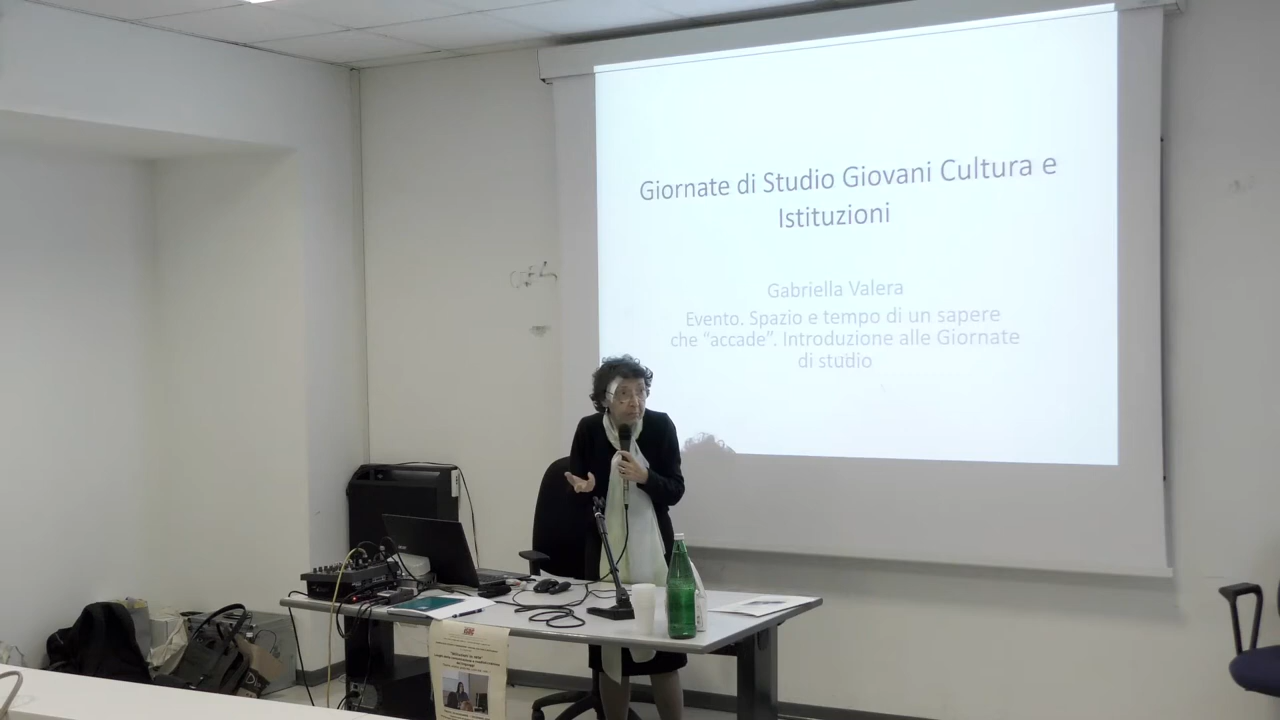 Giornate di Studio Giovani Cultura e
Istituzioni
Gabriella Valera
Evento. Spazio e tempo di un sapere
che “accade”. Introduzione alle Giornate
di studio